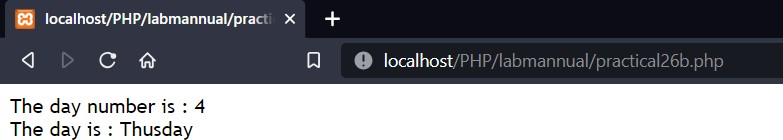 localhost/PHP/labmannual/practi
localhost/PHP/labmannual/practical26b.php
The day number is : 4
The day is : Thusday